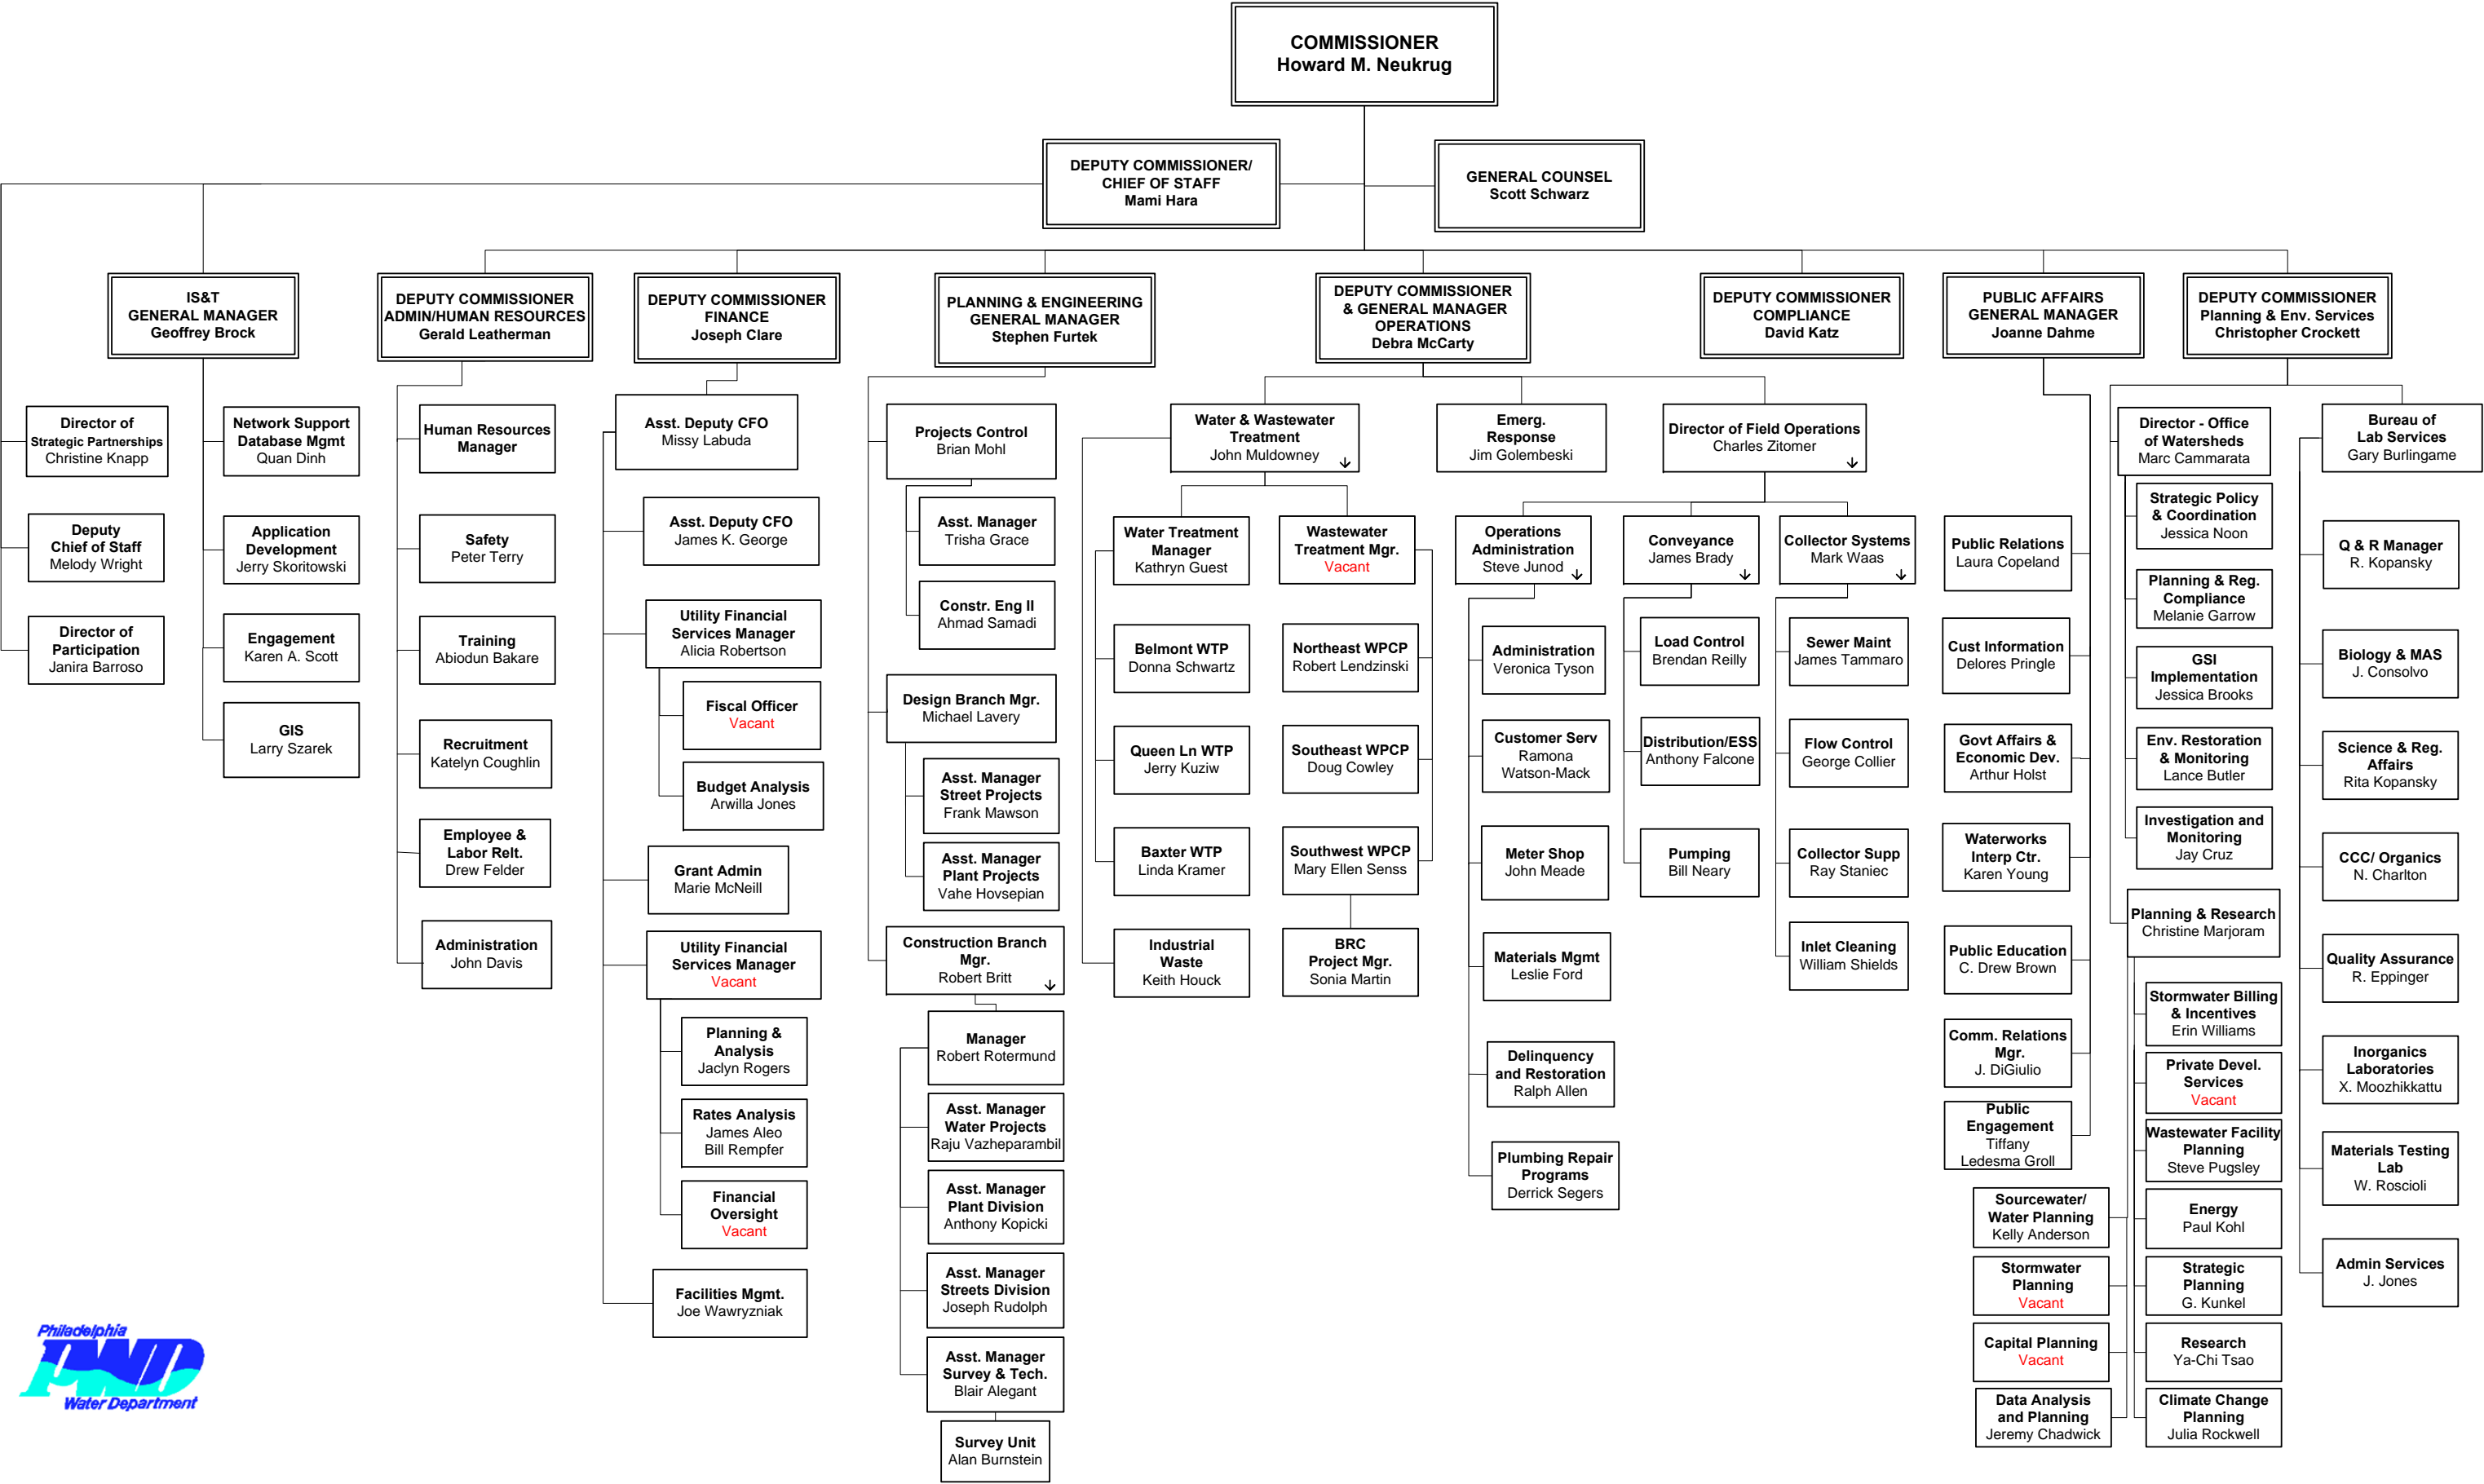 COMMISSIONER
Howard M. Neukrug
DEPUTY COMMISSIONER/
CHIEF OF STAFF
Mami Hara
GENERAL COUNSEL
Scott Schwarz
IS&T
GENERAL MANAGER
Geoffrey Brock
DEPUTY COMMISSIONER
ADMIN/HUMAN RESOURCES
Gerald Leatherman
DEPUTY COMMISSIONER
FINANCE
Joseph Clare
PLANNING & ENGINEERING
GENERAL MANAGER
Stephen Furtek
DEPUTY COMMISSIONER
& GENERAL MANAGER
OPERATIONS
Debra McCarty
DEPUTY COMMISSIONER
COMPLIANCE
David Katz
PUBLIC AFFAIRS
GENERAL MANAGER
Joanne Dahme
DEPUTY COMMISSIONER
Planning & Env. Services
Christopher Crockett
Director of
Strategic Partnerships
Christine Knapp
Deputy
Chief of Staff
Melody Wright
Director of
Participation
Janira Barroso
Network Support
Database Mgmt
Quan Dinh
Application
Development
Jerry Skoritowski
Engagement
Karen A. Scott
GIS
Larry Szarek
Human Resources
Manager
Safety
Peter Terry
Training
Abiodun Bakare
Recruitment
Katelyn Coughlin
Employee &
Labor Relt.
Drew Felder
Administration
John Davis
Asst. Deputy CFO
Missy Labuda
Asst. Deputy CFO
James K. George
Utility Financial
Services Manager
Alicia Robertson
Fiscal Officer
Vacant
Budget Analysis
Arwilla Jones
Grant Admin
Marie McNeill
Utility Financial
Services Manager
Vacant
Planning &
Analysis
Jaclyn Rogers
Rates Analysis
James Aleo
Bill Rempfer
Financial
Oversight
Vacant
Facilities Mgmt.
Joe Wawryzniak
Projects Control
Brian Mohl
Asst. Manager
Trisha Grace
Constr. Eng II
Ahmad Samadi
Design Branch Mgr.
Michael Lavery
Asst. Manager
Street Projects
Frank Mawson
Asst. Manager
Plant Projects
Vahe Hovsepian
Construction Branch
Mgr.
Robert Britt
Manager
Robert Rotermund
Asst. Manager
Water Projects
Raju Vazheparambil
Asst. Manager
Plant Division
Anthony Kopicki
Asst. Manager
Streets Division
Joseph Rudolph
Asst. Manager
Survey & Tech.
Blair Alegant
Survey Unit
Alan Burnstein
Water & Wastewater
Treatment
John Muldowney
Emerg.
Response
Jim Golembeski
Director of Field Operations
Charles Zitomer
Water Treatment
Manager
Kathryn Guest
Belmont WTP
Donna Schwartz
Queen Ln WTP
Jerry Kuziw
Baxter WTP
Linda Kramer
Industrial
Waste
Keith Houck
Wastewater
Treatment Mgr.
Vacant
Northeast WPCP
Robert Lendzinski
Southeast WPCP
Doug Cowley
Southwest WPCP
Mary Ellen Senss
BRC
Project Mgr.
Sonia Martin
Operations
Administration
Steve Junod
Administration
Veronica Tyson
Customer Serv
Ramona
Watson-Mack
Meter Shop
John Meade
Materials Mgmt
Leslie Ford
Delinquency
and Restoration
Ralph Allen
Plumbing Repair
Programs
Derrick Segers
Conveyance
James Brady
Load Control
Brendan Reilly
Distribution/ESS
Anthony Falcone
Pumping
Bill Neary
Collector Systems
Mark Waas
Sewer Maint
James Tammaro
Flow Control
George Collier
Collector Supp
Ray Staniec
Inlet Cleaning
William Shields
Public Relations
Laura Copeland
Cust Information
Delores Pringle
Govt Affairs &
Economic Dev.
Arthur Holst
Waterworks
Interp Ctr.
Karen Young
Public Education
C. Drew Brown
Comm. Relations
Mgr.
J. DiGiulio
Public
Engagement
Tiffany
Ledesma Groll
Director - Office
of Watersheds
Marc Cammarata
Strategic Policy
& Coordination
Jessica Noon
Planning & Reg.
Compliance
Melanie Garrow
GSI
Implementation
Jessica Brooks
Env. Restoration
& Monitoring
Lance Butler
Investigation and
Monitoring
Jay Cruz
Planning & Research
Christine Marjoram
Stormwater Billing
& Incentives
Erin Williams
Private Devel.
Services
Vacant
Wastewater Facility
Planning
Steve Pugsley
Energy
Paul Kohl
Strategic
Planning
G. Kunkel
Research
Ya-Chi Tsao
Climate Change
Planning
Julia Rockwell
Sourcewater/
Water Planning
Kelly Anderson
Stormwater
Planning
Vacant
Capital Planning
Vacant
Data Analysis
and Planning
Jeremy Chadwick
Bureau of
Lab Services
Gary Burlingame
Q & R Manager
R. Kopansky
Biology & MAS
J. Consolvo
Science & Reg.
Affairs
Rita Kopansky
CCC/ Organics
N. Charlton
Quality Assurance
R. Eppinger
Inorganics
Laboratories
X. Moozhikkattu
Materials Testing
Lab
W. Roscioli
Admin Services
J. Jones
Philadelphia
PWD
Water Department